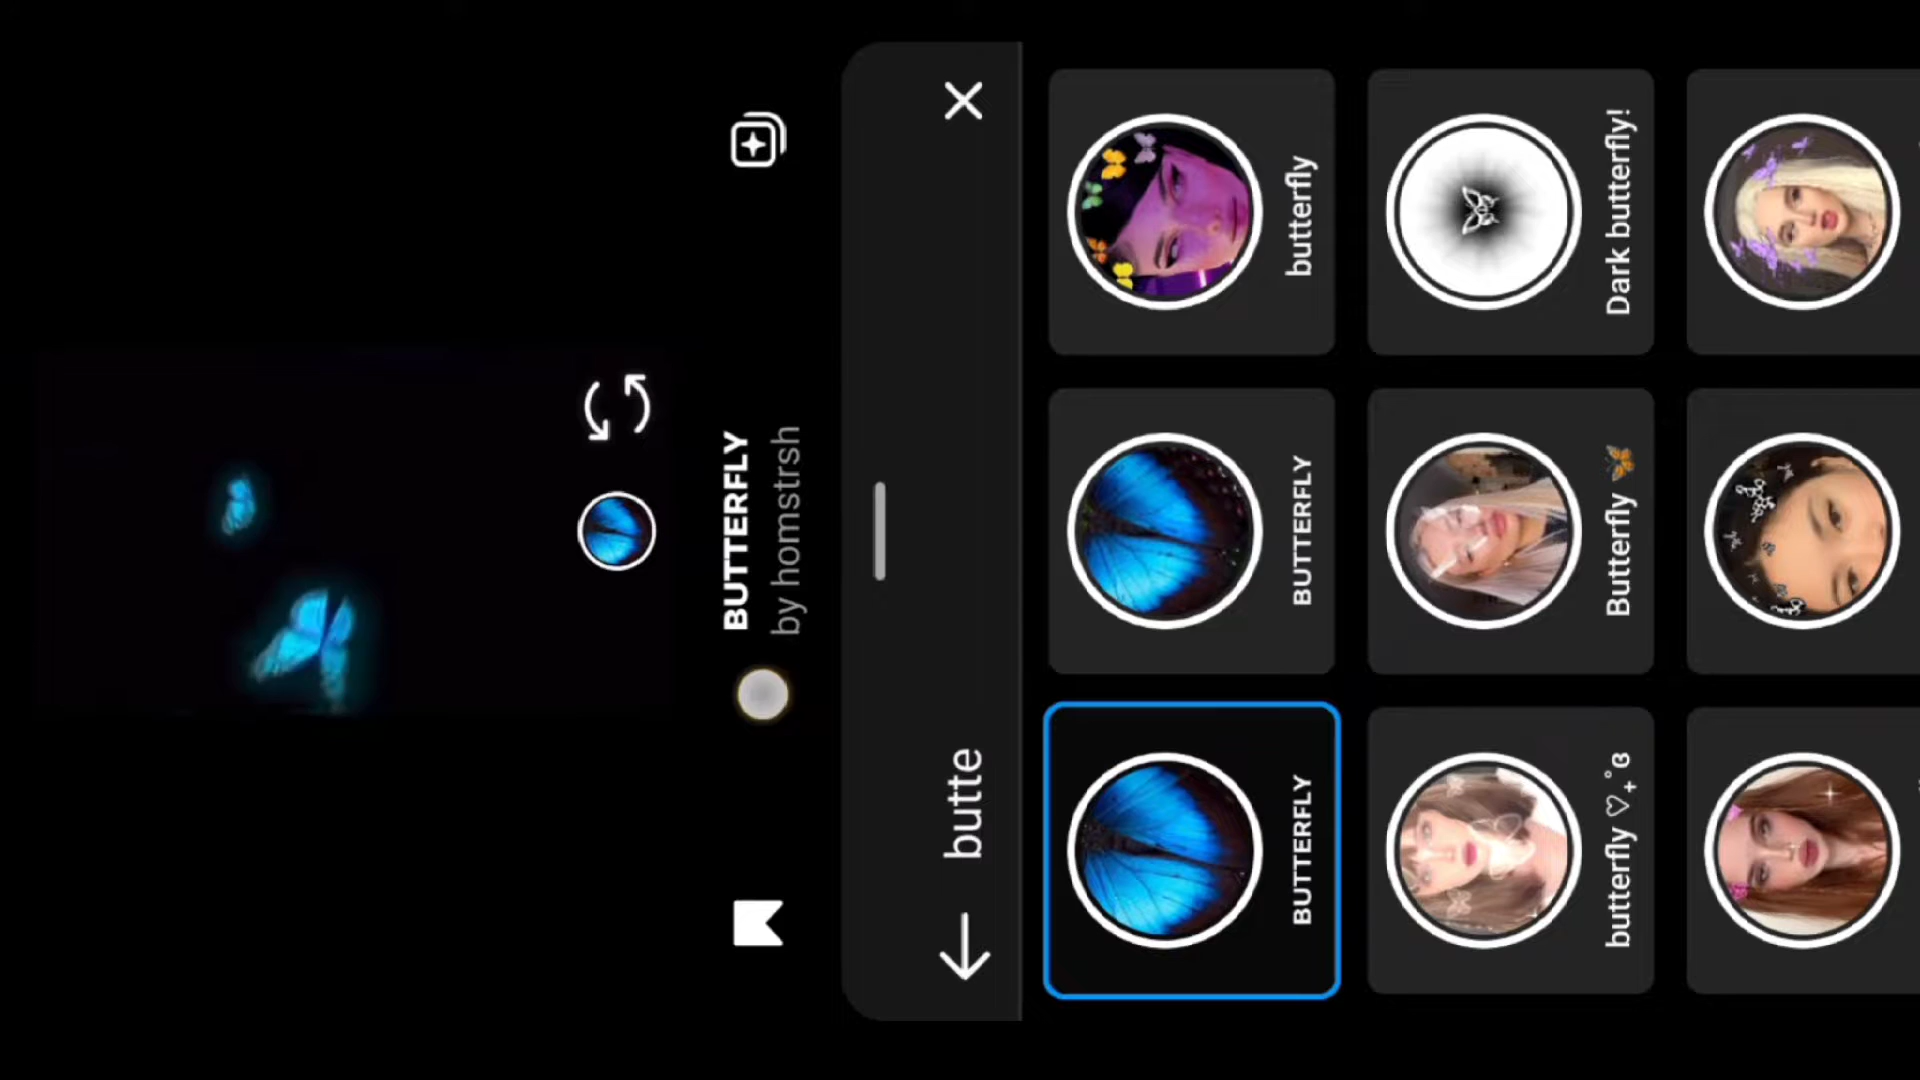 BUTTERFLY
by homstrsh
butte
BUTTERFLY
BUTTERFLY
butterfly
butterfly ♡₊˚ɞ
Butterfly 🦋
Dark butterfly!